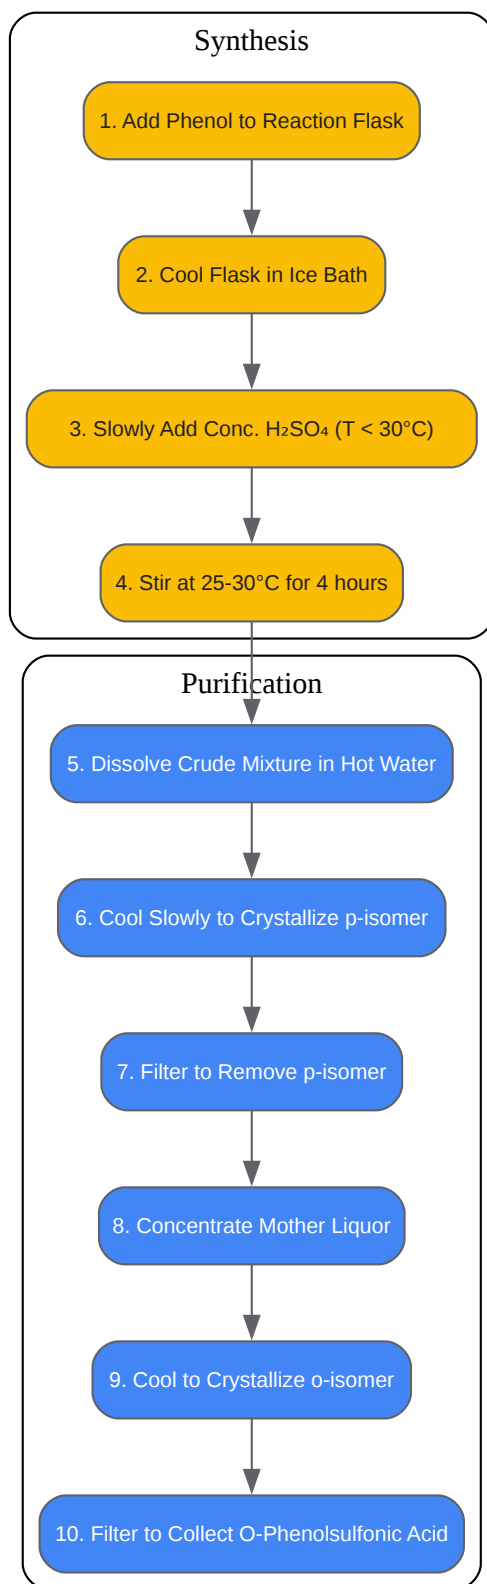 Synthesis
1. Add Phenol to Reaction Flask
2. Cool Flask in Ice Bath
3. Slowly Add Conc. H₂SO₄ (T < 30°C)
4. Stir at 25-30°C for 4 hours
Purification
5. Dissolve Crude Mixture in Hot Water
6. Cool Slowly to Crystallize p-isomer
7. Filter to Remove p-isomer
8. Concentrate Mother Liquor
9. Cool to Crystallize o-isomer
10. Filter to Collect O-Phenolsulfonic Acid